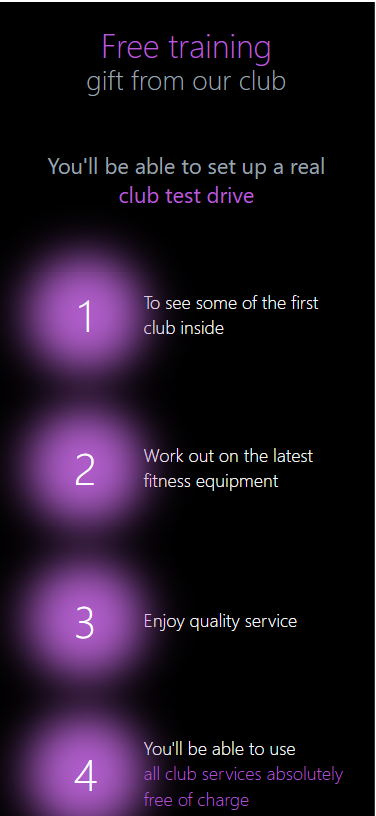 Free training
gift from our club
You'll be able to set up a real
club test drive
1
To see some of the first
club inside
2
Work out on the latest
fitness equipment
3
Enjoy quality service
4
You'll be able to use
all club services absolutely
free of charge